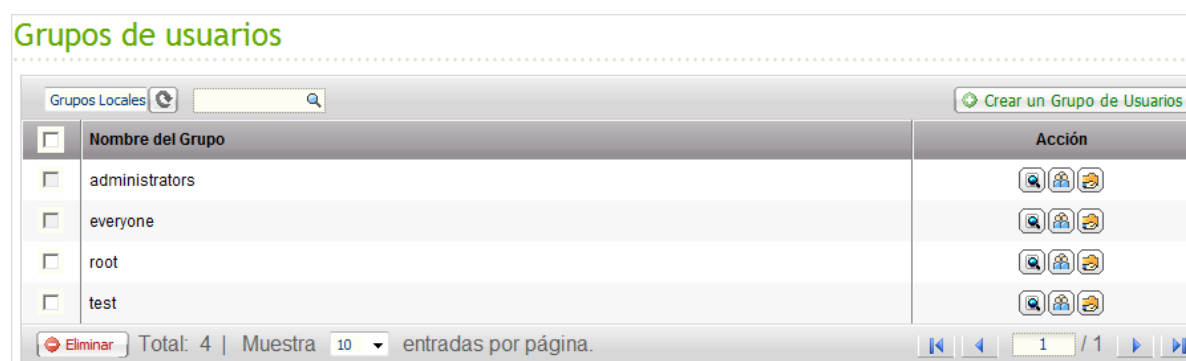 Grupos de usuarios
Grupos Locales Crear un Grupo de Usuarios
Nombre del Grupo Acción
administrators
everyone
root
test
Eliminar Total: 4 | Muestra 10 entradas por página. 1 / 1